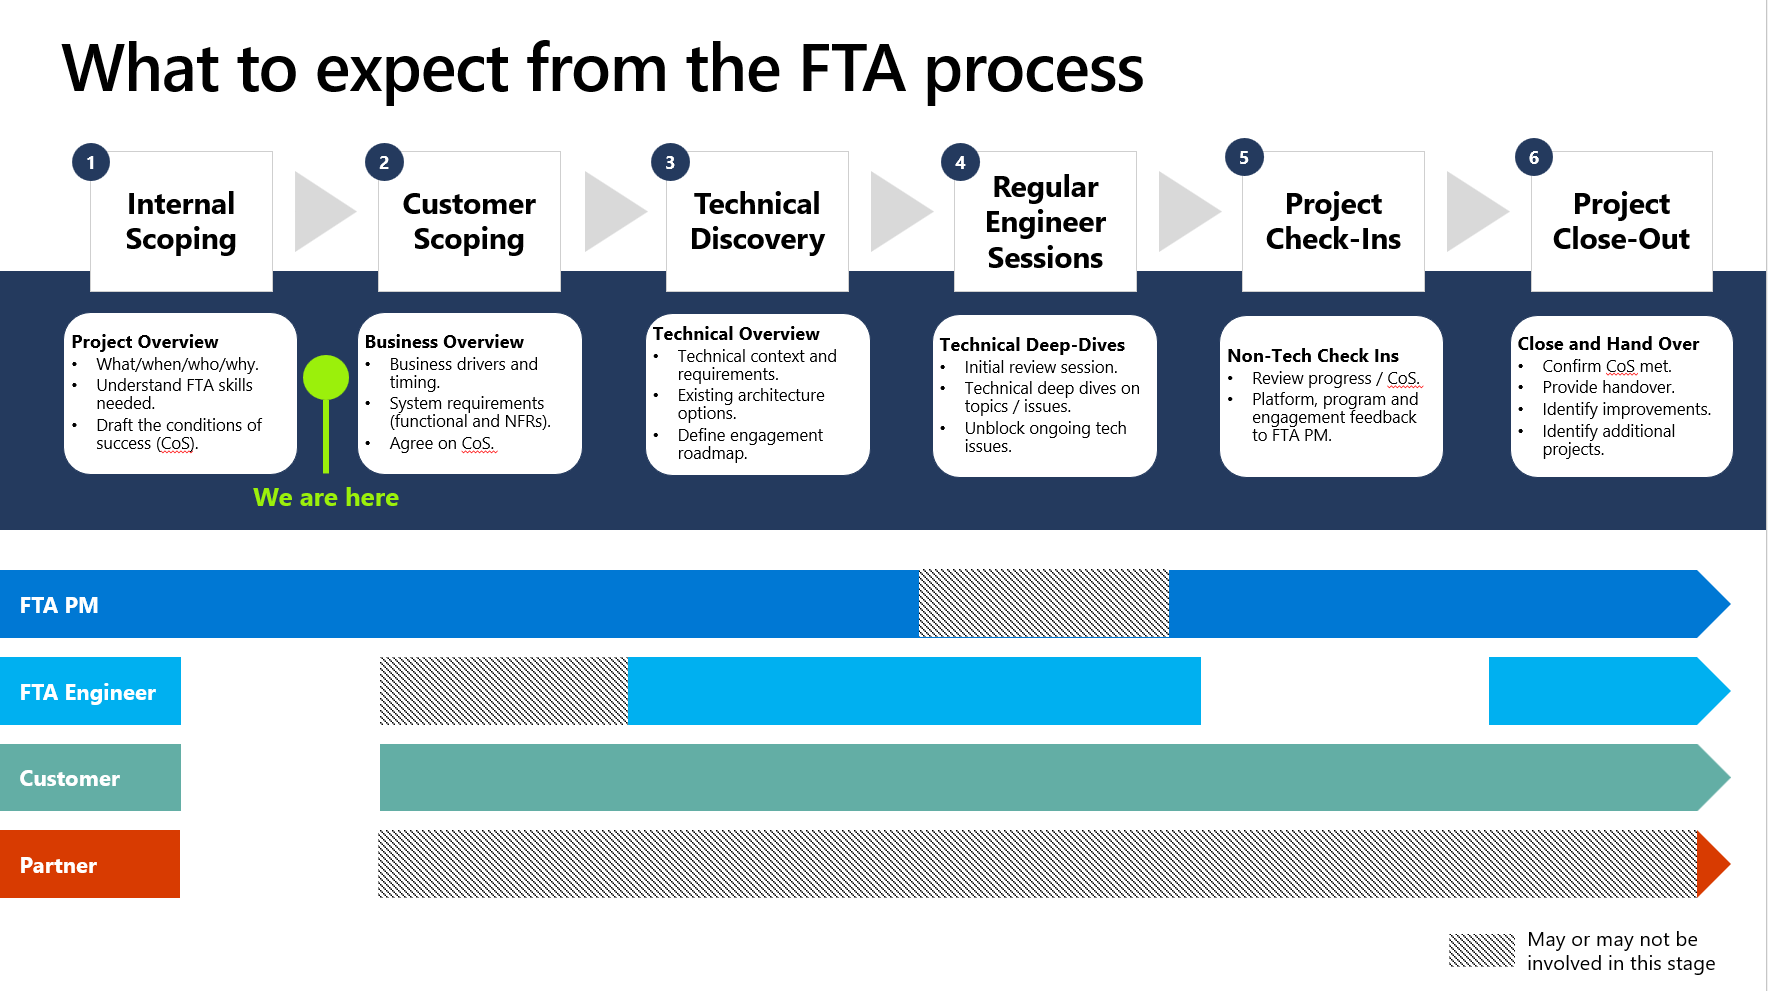 What to expect from the FTA process
1
Internal
Scoping
2
Customer
Scoping
3
Technical
Discovery
4
Regular
Engineer
Sessions
5
Project
Check-Ins
6
Project
Close-Out
Project Overview
• What/when/who/why.
• Understand FTA skills
needed.
• Draft the conditions of
success (CoS).
We are here
Business Overview
• Business drivers and
timing.
• System requirements
(functional and NFRs).
• Agree on CoS.
Technical Overview
• Technical context and
requirements.
• Existing architecture
options.
• Define engagement
roadmap.
Technical Deep-Dives
• Initial review session.
• Technical deep dives on
topics / issues.
• Unblock ongoing tech
issues.
Non-Tech Check Ins
• Review progress / CoS.
• Platform, program and
engagement feedback
to FTA PM.
Close and Hand Over
• Confirm CoS met.
• Provide handover.
• Identify improvements.
• Identify additional
projects.
FTA PM
FTA Engineer
Customer
Partner
May or may not be
involved in this stage